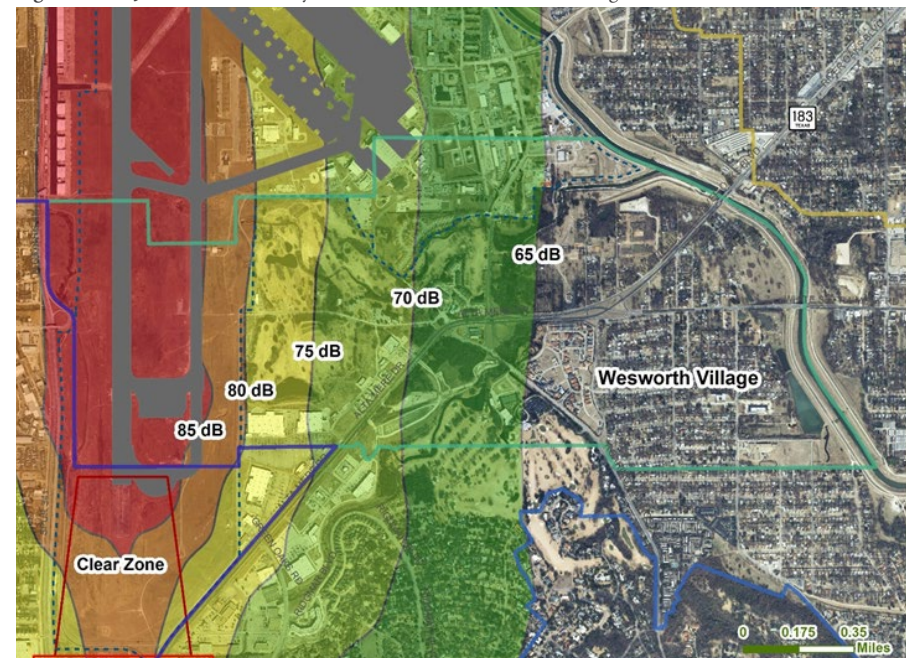 183
TEXAS
65 dB
70 dB
75 dB
Wesworth Village
80 dB
85 dB
Clear Zone
0 0.175 0.35
Miles